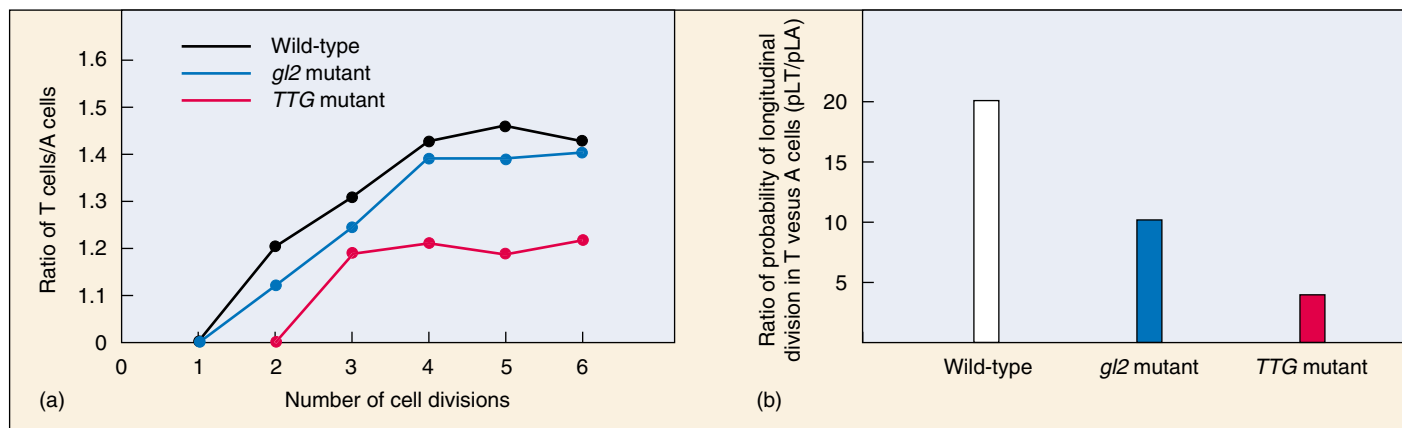 Wild-type
gl2 mutant
TTG mutant
Ratio of T cells/A cells
1.6
1.5
1.4
1.3
1.2
1.1
0
0 1 2 3 4 5 6
Number of cell divisions
(a)
Ratio of probability of longitudinal
division in T vesus A cells (pLT/pLA)
20
10
5
Wild-type gl2 mutant TTG mutant
(b)